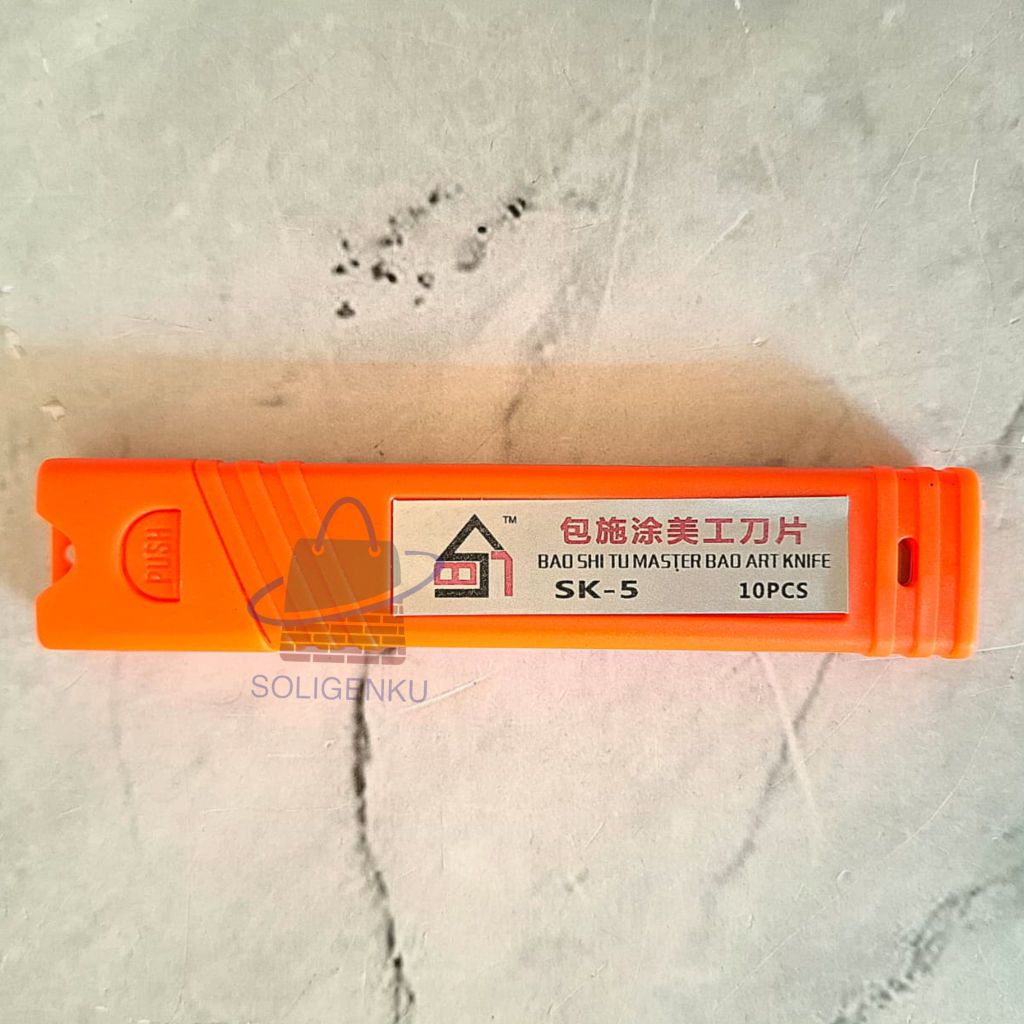 PUSH
TM
包施涂美工刀片
BAO SHI TU MASTER BAO ART KNIFE
SK-5 10PCS
SOLIGENKU